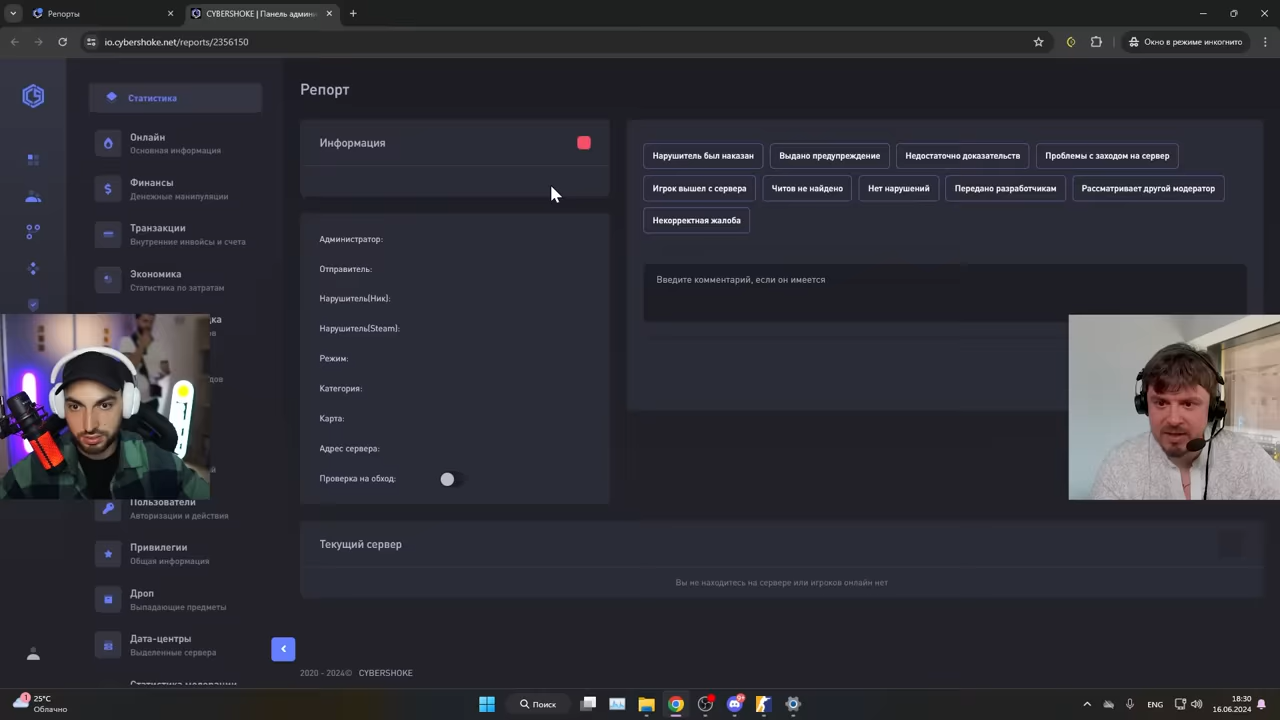 Репорты
CYBERSHOKE | Панель админ
io.cybershoke.net/reports/2356150
Окно в режиме инкогнито
Статистика
Онлайн
Основная информация
Финансы
Денежные манипуляции
Транзакции
Внутренние инвойсы и счета
Экономика
Статистика по затратам
Пользователи
Авторизации и действия
Привилегии
Общая информация
Дроп
Выпадающие предметы
Дата-центры
Выделенные сервера
Статистика модерации
Репорт
Информация
Администратор:
Отправитель:
Нарушитель(Ник):
Нарушитель(Steam):
Режим:
Категория:
Карта:
Адрес сервера:
Проверка на обход:
Нарушитель был наказан
Выдано предупреждение
Недостаточно доказательств
Проблемы с заходом на сервер
Игрок вышел с сервера
Читов не найдено
Нет нарушений
Передано разработчикам
Рассматривает другой модератор
Некорректная жалоба
Введите комментарий, если он имеется
Текущий сервер
Вы не находитесь на сервере или игроков онлайн нет
2020 - 2024© CYBERSHOKE
1
25°C
Облачно
Поиск
18:30
16.06.2024